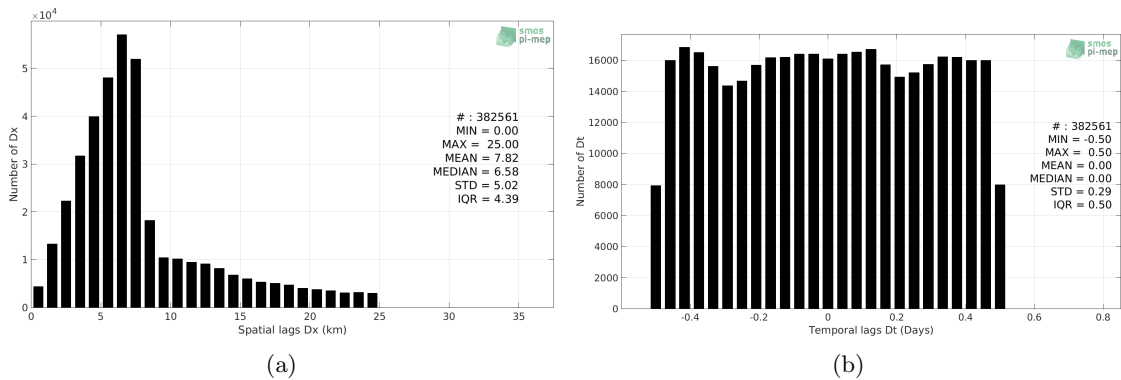 ×10⁴
5
4
3
2
1
0
Number of Dx
0 5 10 15 20 25 30 35
Spatial lags Dx (km)
smos
pi-mep
# : 382561
MIN = 0.00
MAX = 25.00
MEAN = 7.82
MEDIAN = 6.58
STD = 5.02
IQR = 4.39
(a)
16000
14000
12000
10000
8000
6000
4000
2000
0
Number of Dt
-0.4 -0.2 0 0.2 0.4 0.6 0.8
Temporal lags Dt (Days)
smos
pi-mep
# : 382561
MIN = -0.50
MAX = 0.50
MEAN = 0.00
MEDIAN = 0.00
STD = 0.29
IQR = 0.50
(b)